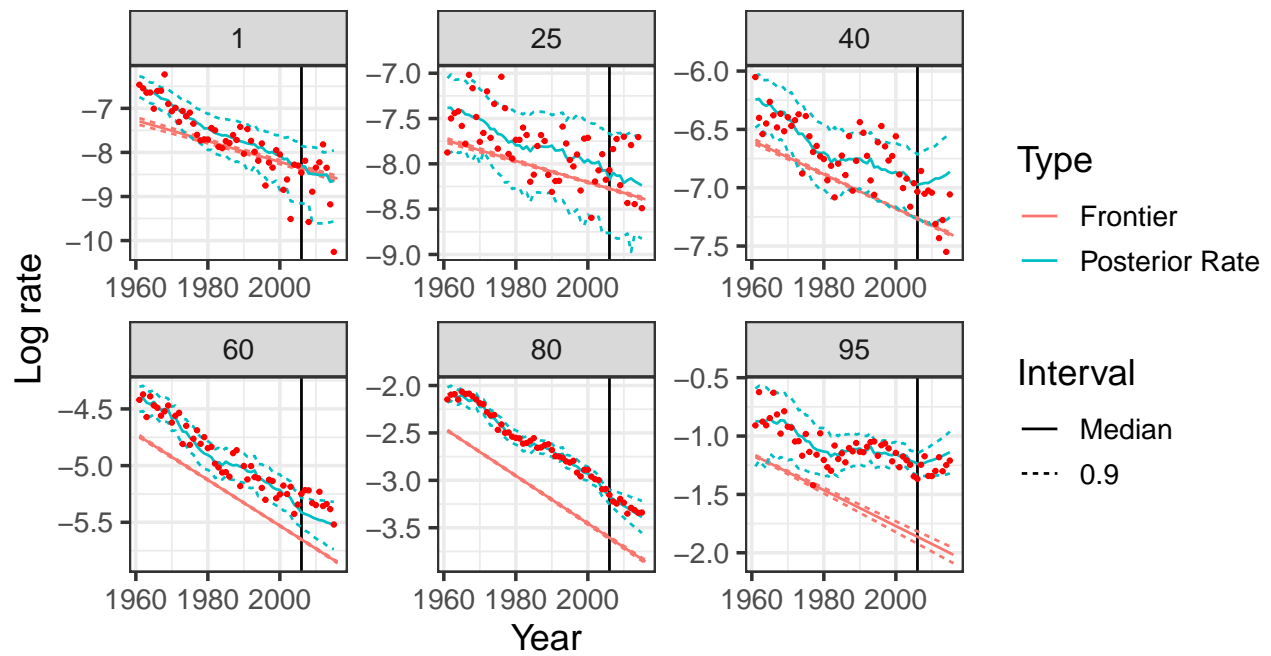 1
25
40
−7
−8
−9
−10
−7.0
−7.5
−8.0
−8.5
−9.0
−6.0
−6.5
−7.0
−7.5
1960 1980 2000
1960 1980 2000
1960 1980 2000
60
80
95
−4.5
−5.0
−5.5
−2.0
−2.5
−3.0
−3.5
−0.5
−1.0
−1.5
−2.0
1960 1980 2000
1960 1980 2000
1960 1980 2000
Log rate
Year
Type
Frontier
Posterior Rate
Interval
Median
0.9